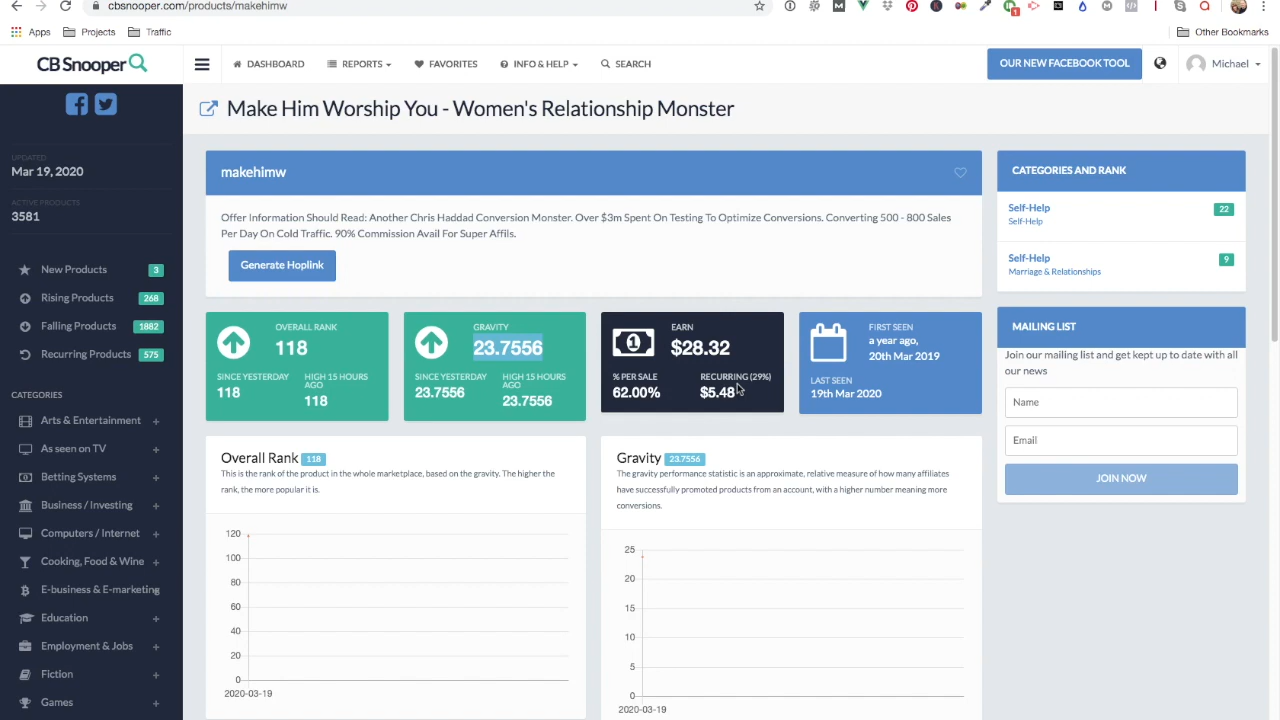 cbsnooper.com/products/makehimw
Apps Projects Traffic Other Bookmarks
CB Snooper
DASHBOARD REPORTS FAVORITES INFO & HELP SEARCH OUR NEW FACEBOOK TOOL Michael
Make Him Worship You - Women's Relationship Monster
UPDATED
Mar 19, 2020
ACTIVE PRODUCTS
3581
New Products 3
Rising Products 268
Falling Products 1882
Recurring Products 575
CATEGORIES
Arts & Entertainment +
As seen on TV +
Betting Systems +
Business / Investing +
Computers / Internet +
Cooking, Food & Wine +
E-business & E-marketing
Education +
Employment & Jobs +
Fiction +
Games +
makehimw
Offer Information Should Read: Another Chris Haddad Conversion Monster. Over $3m Spent On Testing To Optimize Conversions. Converting 500 - 800 Sales
Per Day On Cold Traffic. 90% Commission Avail For Super Affils.
Generate Hoplink
OVERALL RANK
118
SINCE YESTERDAY
118
HIGH 15 HOURS
AGO
118
GRAVITY
23.7556
SINCE YESTERDAY
23.7556
HIGH 15 HOURS
AGO
23.7556
EARN
$28.32
% PER SALE
62.00%
RECURRING (29%)
$5.48
FIRST SEEN
a year ago,
20th Mar 2019
LAST SEEN
19th Mar 2020
Overall Rank 118
This is the rank of the product in the whole marketplace, based on the gravity. The higher the
rank, the more popular it is.
120
100
80
60
40
20
0
2020-03-19
Gravity 23.7556
The gravity performance statistic is an approximate, relative measure of how many affiliates
have successfully promoted products from an account, with a higher number meaning more
conversions.
25
20
15
10
5
0
2020-03-19
CATEGORIES AND RANK
Self-Help 22
Self-Help
Self-Help 9
Marriage & Relationships
MAILING LIST
Join our mailing list and get kept up to date with all
our news
Name
Email
JOIN NOW